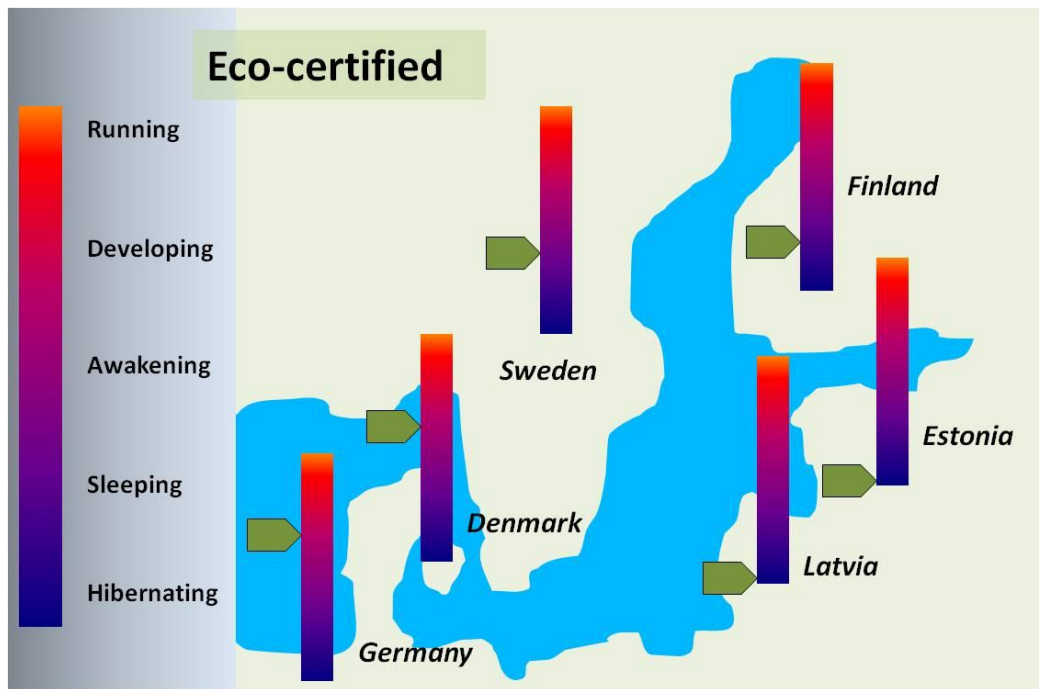 Eco-certified
Running
Developing
Awakening
Sleeping
Hibernating
Finland
Sweden
Estonia
Denmark
Latvia
Germany